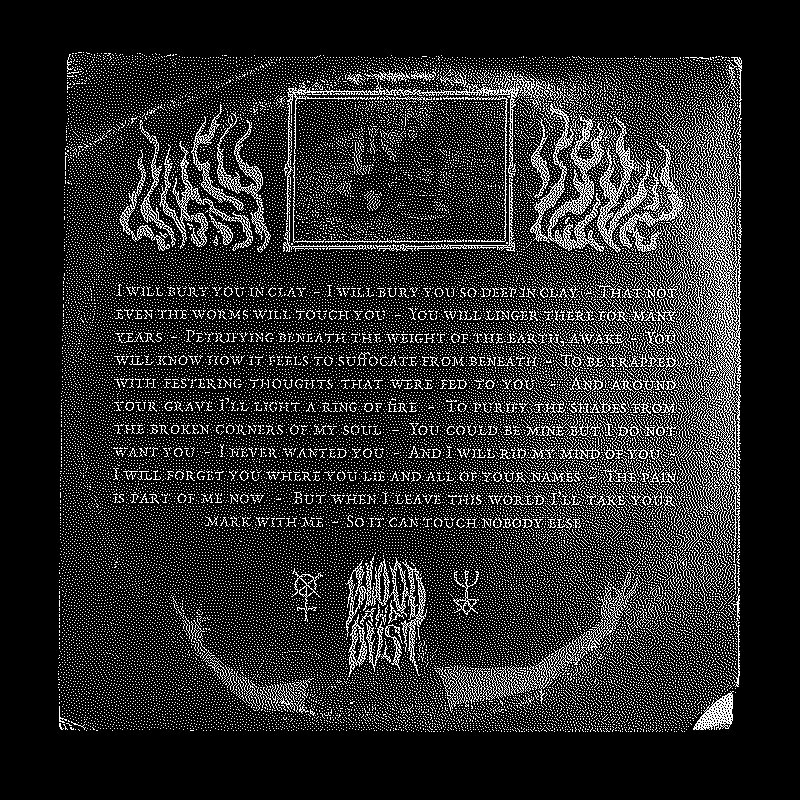 I WILL BURY YOU IN CLAY – I WILL BURY YOU SO DEEP IN CLAY – THAT NOT
EVEN THE WORMS WILL TOUCH YOU – YOU WILL LINGER THERE FOR MANY
YEARS – PETRIFYING BENEATH THE WEIGHT OF THE EARTH, AWAKE – YOU
WILL KNOW HOW IT FEELS TO SUFFOCATE FROM BENEATH – TO BE TRAPPED
WITH FESTERING THOUGHTS THAT WERE FED TO YOU – AND AROUND
YOUR GRAVE I'LL LIGHT A RING OF FIRE – TO PURIFY THE SHADES FROM
THE BROKEN CORNERS OF MY SOUL – YOU COULD BE MINE BUT I DO NOT
WANT YOU – I NEVER WANTED YOU – AND I WILL RID MY MIND OF YOU –
I WILL FORGET YOU WHERE YOU LIE AND ALL OF YOUR NAMES – THE PAIN
IS PART OF ME NOW – BUT WHEN I LEAVE THIS WORLD I'LL TAKE YOUR
MARK WITH ME – SO IT CAN TOUCH NOBODY ELSE